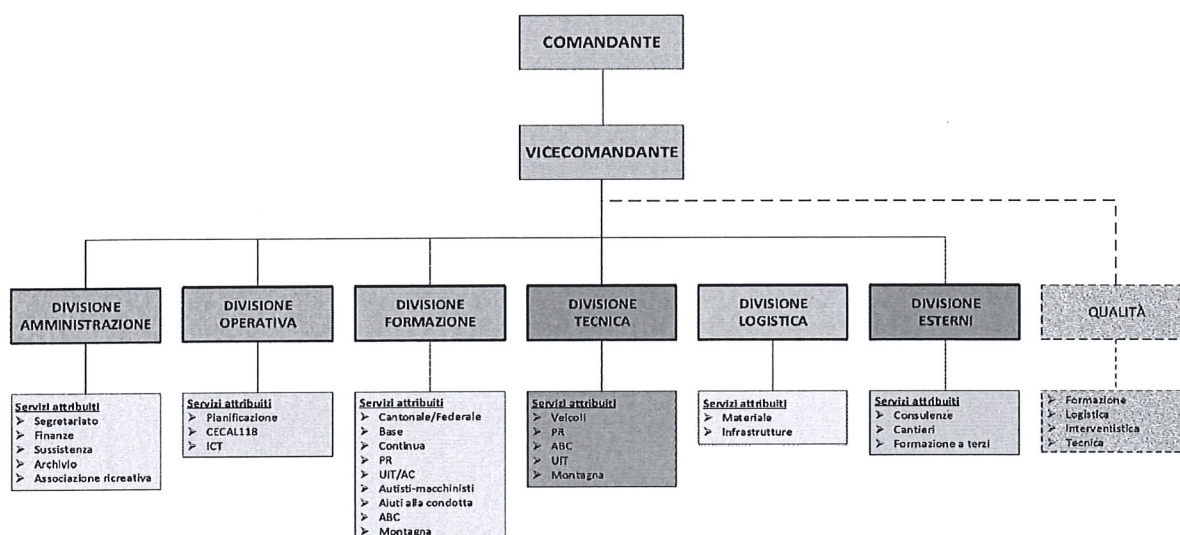 COMANDANTE
VICECOMANDANTE
DIVISIONE
AMMINISTRAZIONE
DIVISIONE
OPERATIVA
DIVISIONE
FORMAZIONE
DIVISIONE
TECNICA
DIVISIONE
LOGISTICA
DIVISIONE
ESTERNI
QUALITÀ
Servizi attribuiti
➢ Segretariato
➢ Finanze
➢ Sussistenza
➢ Archivio
➢ Associazione ricreativa
Servizi attribuiti
➢ Planificazione
➢ CECAL118
➢ ICT
Servizi attribuiti
➢ Cantonale/Federale
➢ Base
➢ Continua
➢ PR
➢ UIT/AC
➢ Autisti-macchinisti
➢ Aiuti alla condotta
➢ ABC
➢ Montagna
Servizi attribuiti
➢ Veicoli
➢ PR
➢ ABC
➢ UIT
➢ Montagna
Servizi attribuiti
➢ Materiale
➢ Infrastrutture
Servizi attribuiti
➢ Consulenze
➢ Cantieri
➢ Formazione a terzi
➢ Formazione
➢ Logistica
➢ Interventistica
➢ Tecnica